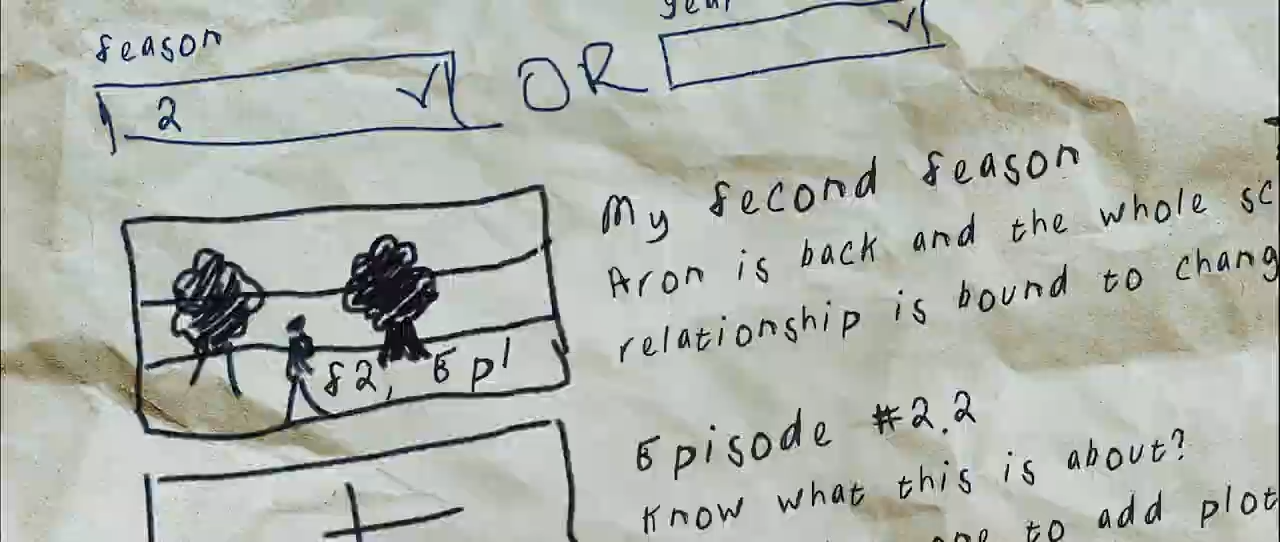 season
year
2
OR
My second season
Aron is back and the whole sc
relationship is bound to chang
S2, Ep1
Episode #2.2
Know what this is about?
one to add plot